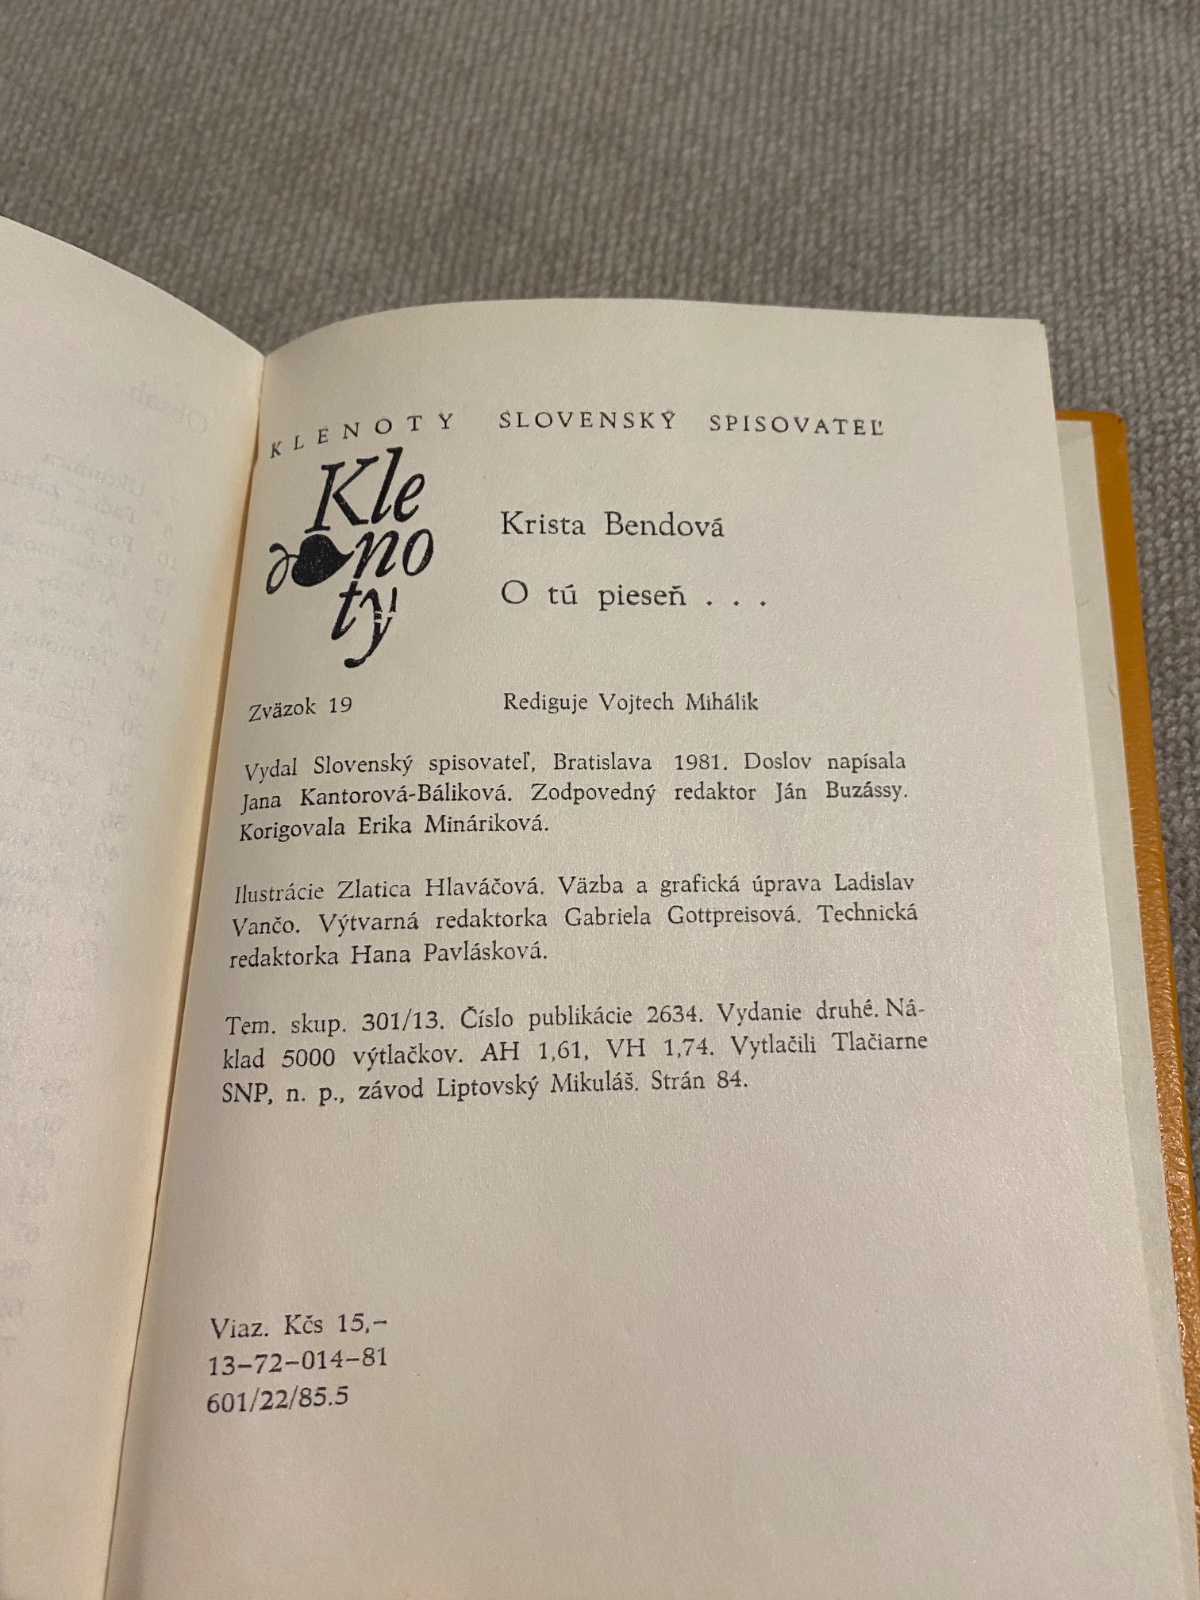 KLENOTY SLOVENSKÝ SPISOVATEĽ
Kle
no
ty
Krista Bendová
O tú pieseň . . .
Zväzok 19
Rediguje Vojtech Mihálik
Vydal Slovenský spisovateľ, Bratislava 1981. Doslov napísala
Jana Kantorová-Báliková. Zodpovedný redaktor Ján Buzássy.
Korigovala Erika Mináriková.
Ilustrácie Zlatica Hlaváčová. Väzba a grafická úprava Ladislav
Vančo. Výtvarná redaktorka Gabriela Gottpreisová. Technická
redaktorka Hana Pavlásková.
Tem. skup. 301/13. Číslo publikácie 2634. Vydanie druhé. Ná-
klad 5000 výtlačkov. AH 1,61, VH 1,74. Vytlačili Tlačiarne
SNP, n. p., závod Liptovský Mikuláš. Strán 84.
Viaz. Kčs 15,–
13–72–014–81
601/22/85.5